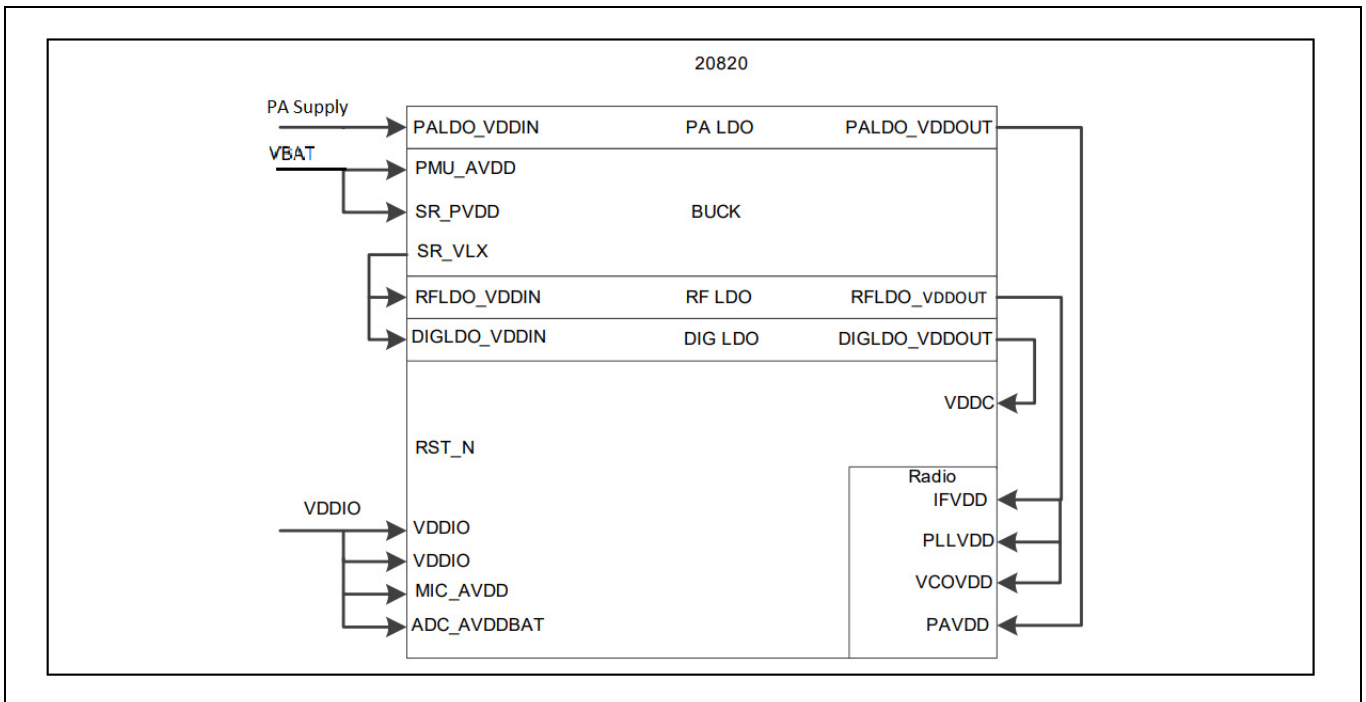 20820
PA Supply
PALDO_VDDIN PA LDO PALDO_VDDOUT
VBAT
PMU_AVDD
SR_PVDD BUCK
SR_VLX
RFLDO_VDDIN RF LDO RFLDO_VDDOUT
DIGLDO_VDDIN DIG LDO DIGLDO_VDDOUT
VDDC
RST_N
Radio
IFVDD
VDDIO
VDDIO
PLLVDD
VDDIO
VCOVDD
MIC_AVDD
ADC_AVDDBAT PAVDD